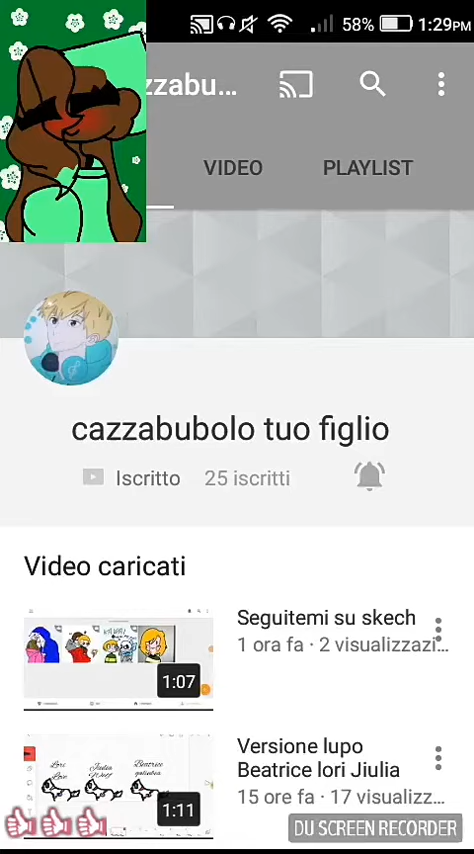 58% 1:29PM
zzabu...
VIDEO PLAYLIST
cazzabubolo tuo figlio
Iscritto 25 iscritti
Video caricati
Seguitemi su skech
1 ora fa · 2 visualizzazi...
1:07
Versione lupo
Beatrice lori Jiulia
15 ore fa · 17 visualizz...
Lori
Beatrice
1:11
DU SCREEN RECORDER